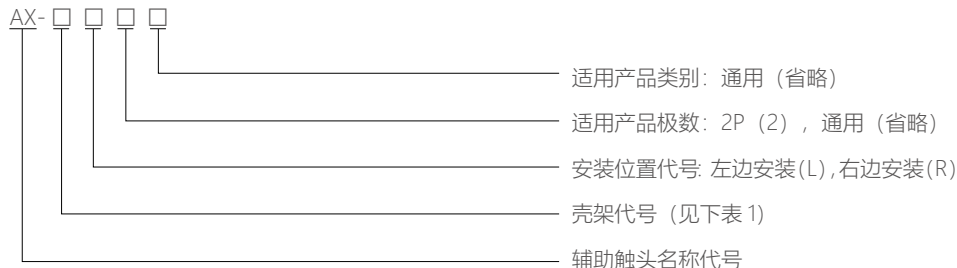 AX-□ □ □ □
适用产品类别：通用（省略）
适用产品极数：2P（2），通用（省略）
安装位置代号: 左边安装(L),右边安装(R)
壳架代号（见下表1)
辅助触头名称代号